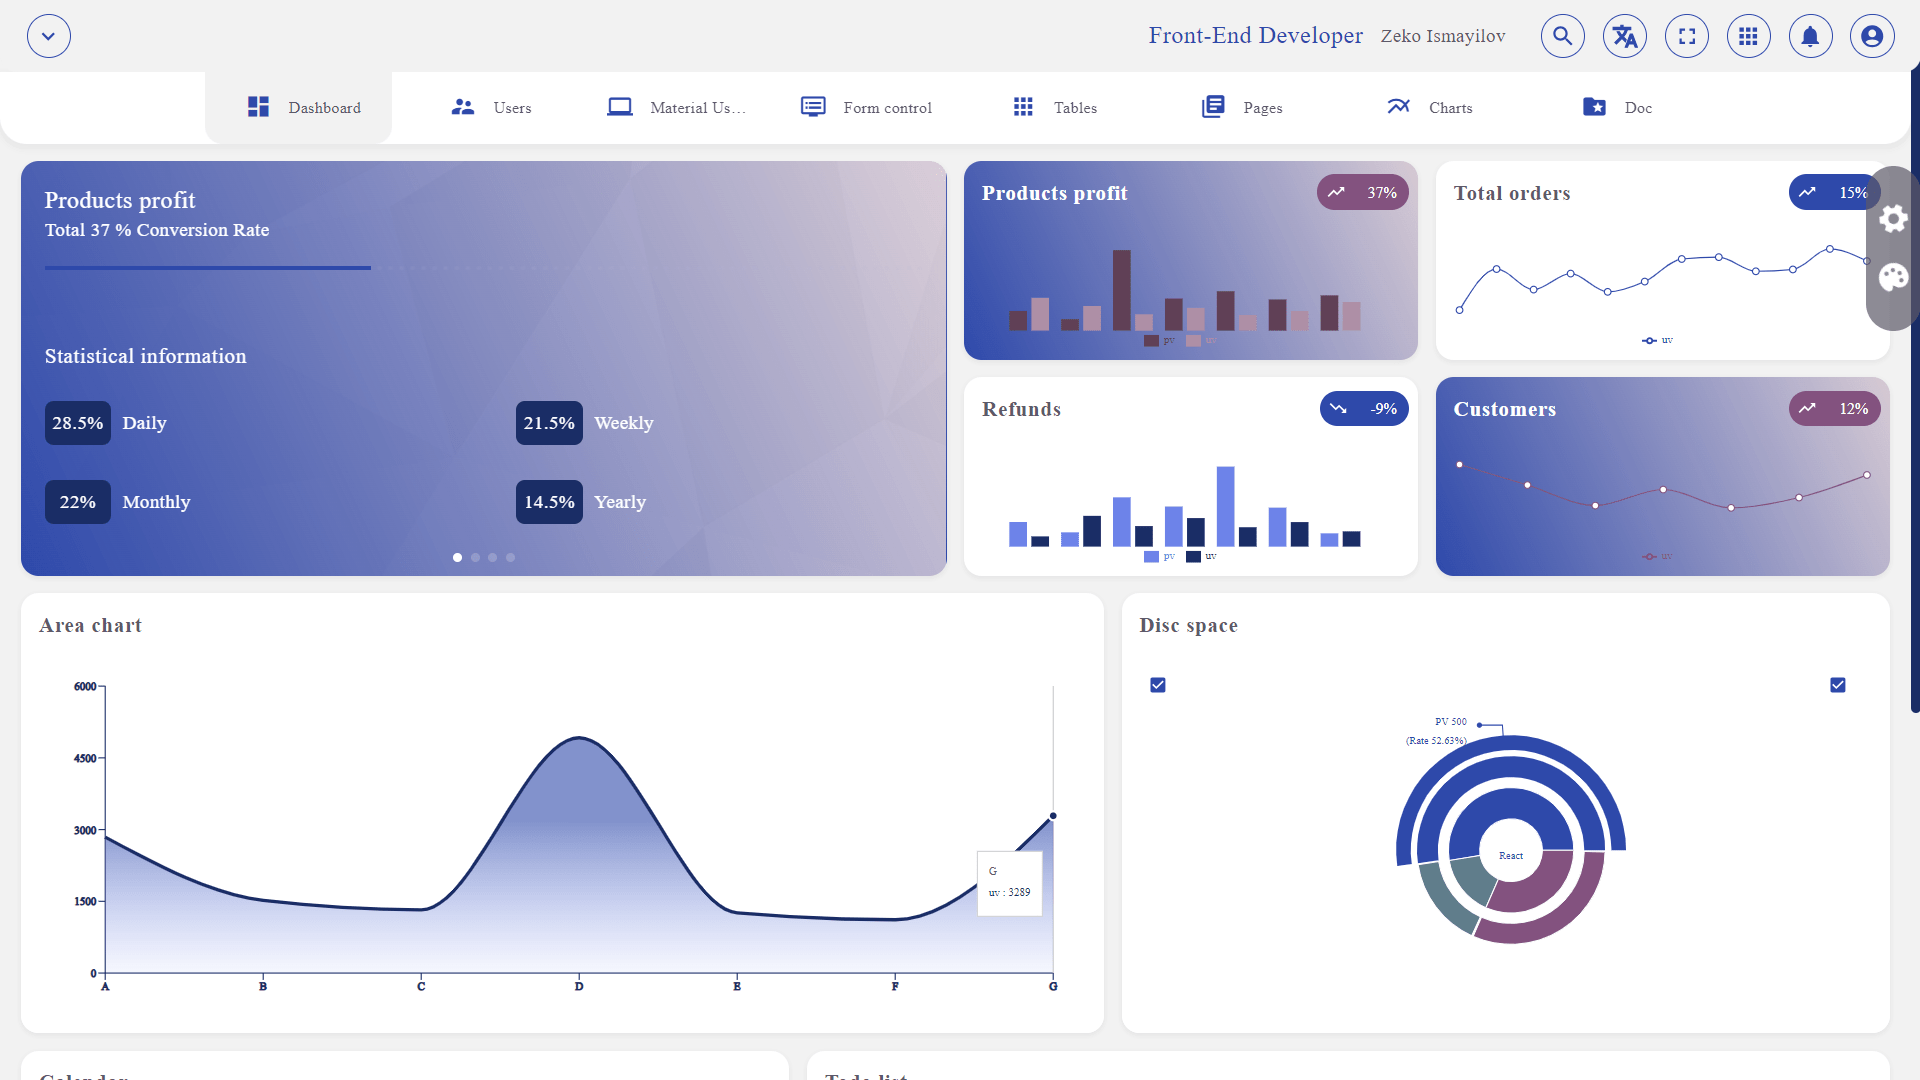 Front-End Developer Zeko Ismayilov
Dashboard Users Material Us... Form control Tables Pages Charts Doc
Products profit
Total 37 % Conversion Rate
Statistical information
28.5% Daily 21.5% Weekly
22% Monthly 14.5% Yearly
Products profit 37%
pv uv
Total orders 15%
uv
Refunds -9%
pv uv
Customers 12%
uv
Area chart
6000
4500
3000
1500
0
A B C D E F G
G
uv : 3289
Disc space
PV 500
(Rate 52.63%)
React
Calendar
Todo list